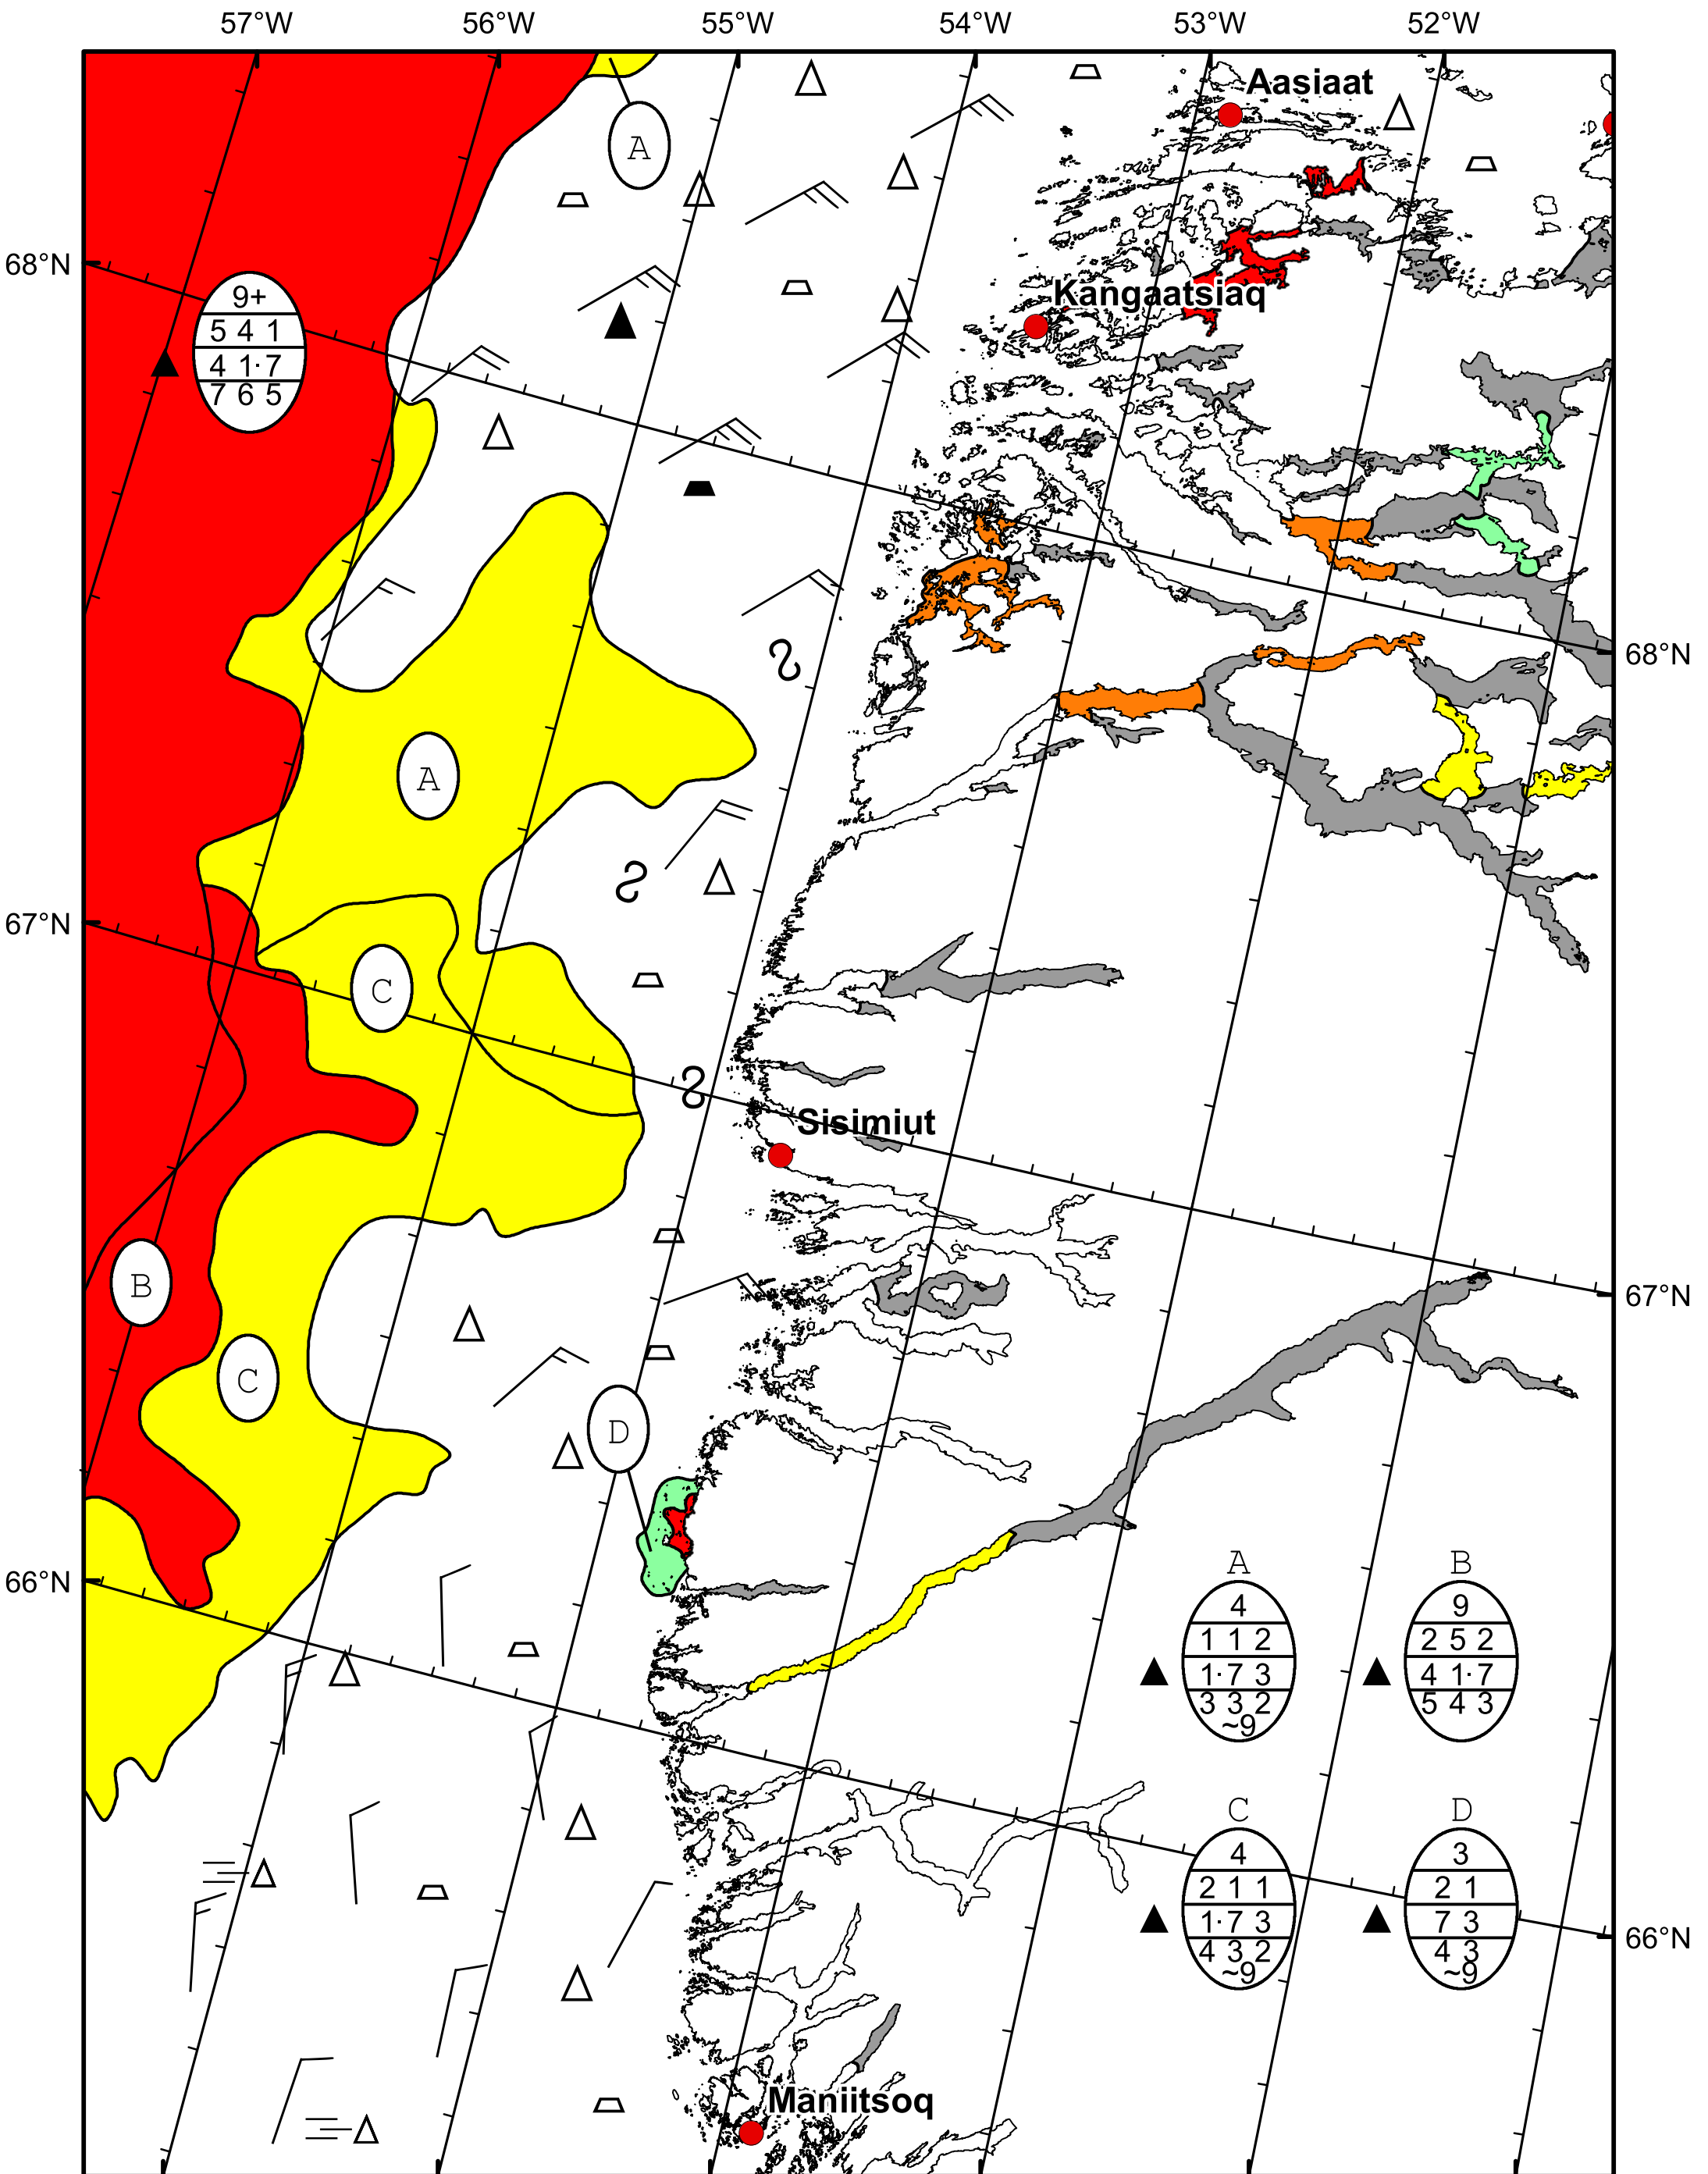 57°W 56°W 55°W 54°W 53°W 52°W
Aasiaat
A
68°N
9+
5 4 1
4 1·7
7 6 5
Kangaatsiaq
68°N
A
67°N
C
Sisimiut
B
67°N
C
D
66°N
A
4
1 1 2
1·7 3
3 3 2
~9
B
9
2 5 2
4 1·7
5 4 3
C
4
2 1 1
1·7 3
4 3 2
~9
D
3
2 1
7 3
4 3
~9
66°N
Maniitsoq